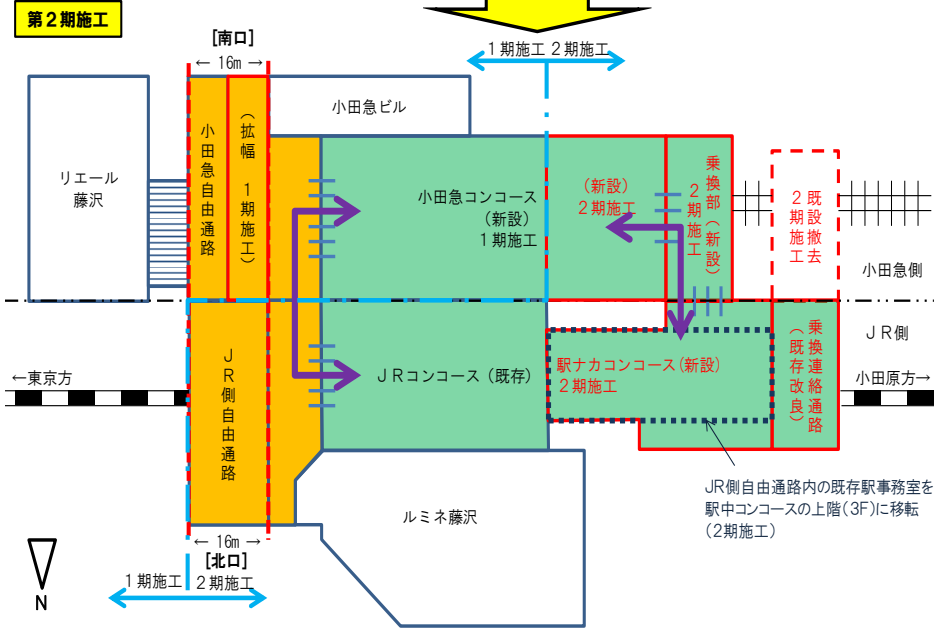 第2期施工
[南口]
← 16m →
1期施工 2期施工
リエール
藤沢
小田急自由通路
(拡幅 1期施工)
小田急ビル
小田急コンコース
(新設)
1期施工
(新設)
2期施工
乗換部(新設)
2期施工
既設撤去
2期施工
小田急側
JR側
←東京方
小田原方→
JR側自由通路
JRコンコース(既存)
駅ナカコンコース(新設)
2期施工
乗換連絡通路
(既存改良)
JR側自由通路内の既存駅事務室を
駅中コンコースの上階(3F)に移転
(2期施工)
ルミネ藤沢
← 16m →
[北口]
1期施工 2期施工
N